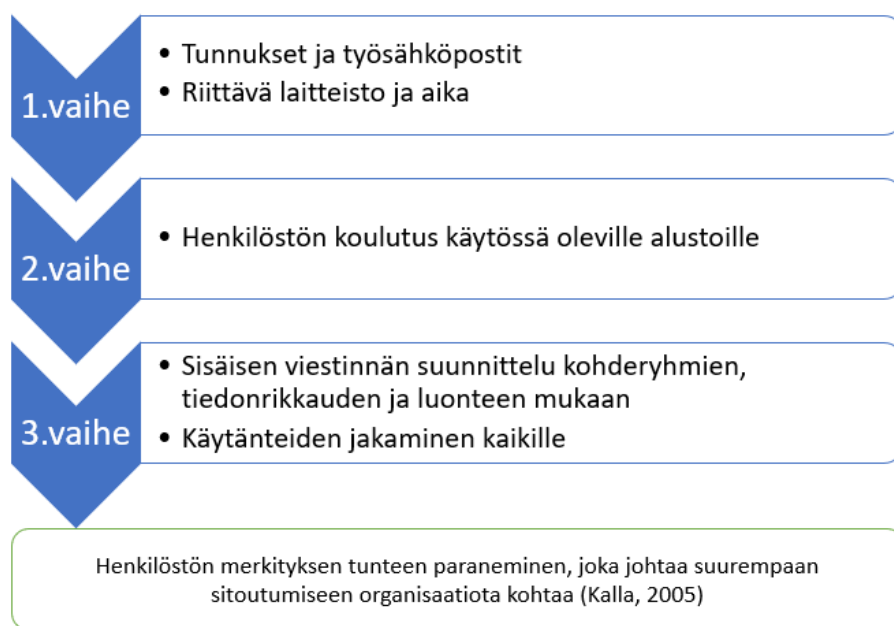 1.vaihe
• Tunnukset ja työsähköpostit
• Riittävä laitteisto ja aika
2.vaihe
• Henkilöstön koulutus käytössä oleville alustoille
3.vaihe
• Sisäisen viestinnän suunnittelu kohderyhmien,
tiedonrikkauden ja luonteen mukaan
• Käytänteiden jakaminen kaikille
Henkilöstön merkityksen tunteen paraneminen, joka johtaa suurempaan
sitoutumiseen organisaatiota kohtaa (Kalla, 2005)